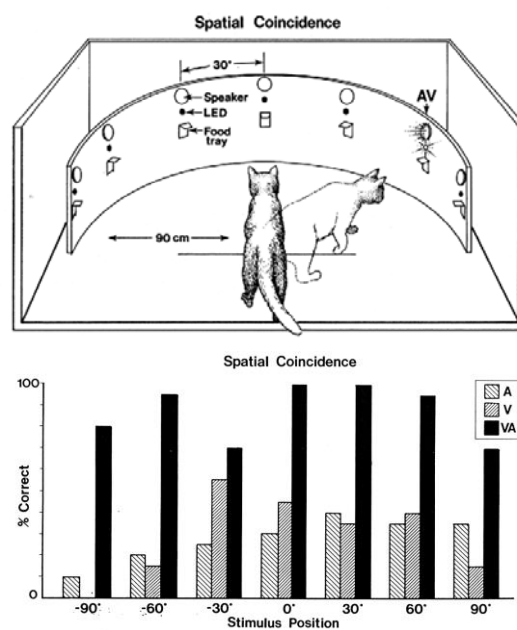 Spatial Coincidence
30°
Speaker
AV
LED
Food
tray
90 cm
Spatial Coincidence
100
A
V
VA
% Correct
0
-90° -60° -30° 0° 30° 60° 90°
Stimulus Position